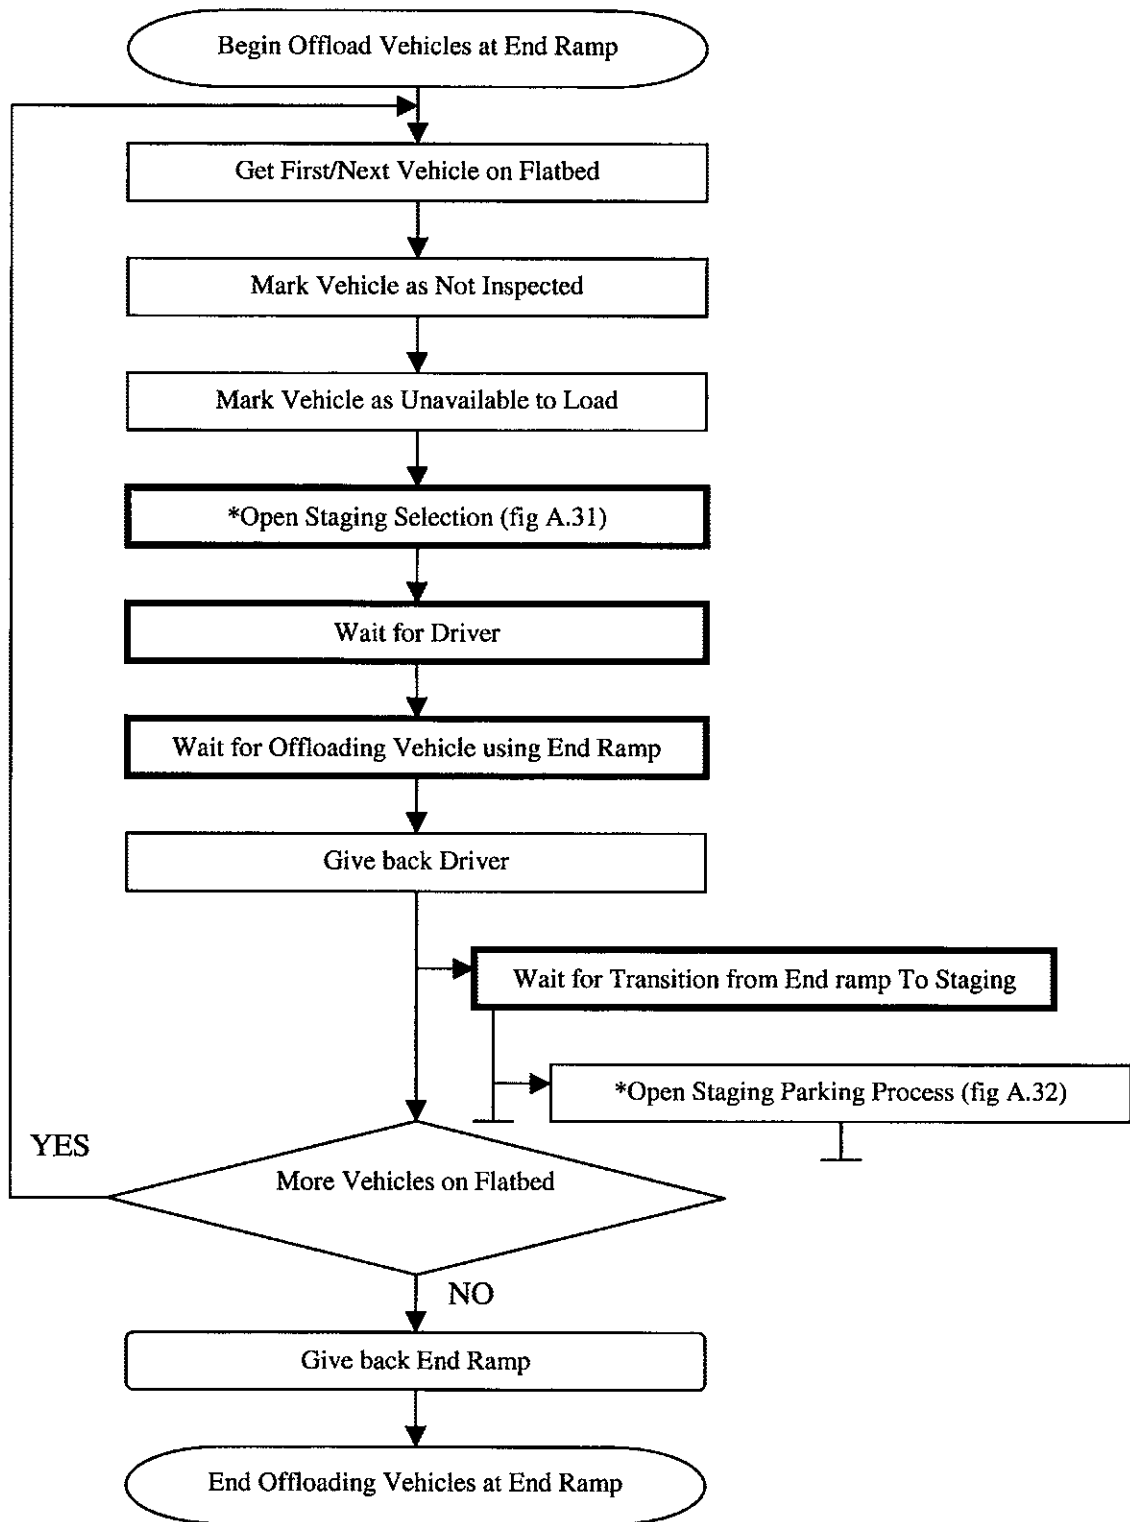 Begin Offload Vehicles at End Ramp
Get First/Next Vehicle on Flatbed
Mark Vehicle as Not Inspected
Mark Vehicle as Unavailable to Load
*Open Staging Selection (fig A.31)
Wait for Driver
Wait for Offloading Vehicle using End Ramp
Give back Driver
Wait for Transition from End ramp To Staging
*Open Staging Parking Process (fig A.32)
YES
More Vehicles on Flatbed
NO
Give back End Ramp
End Offloading Vehicles at End Ramp